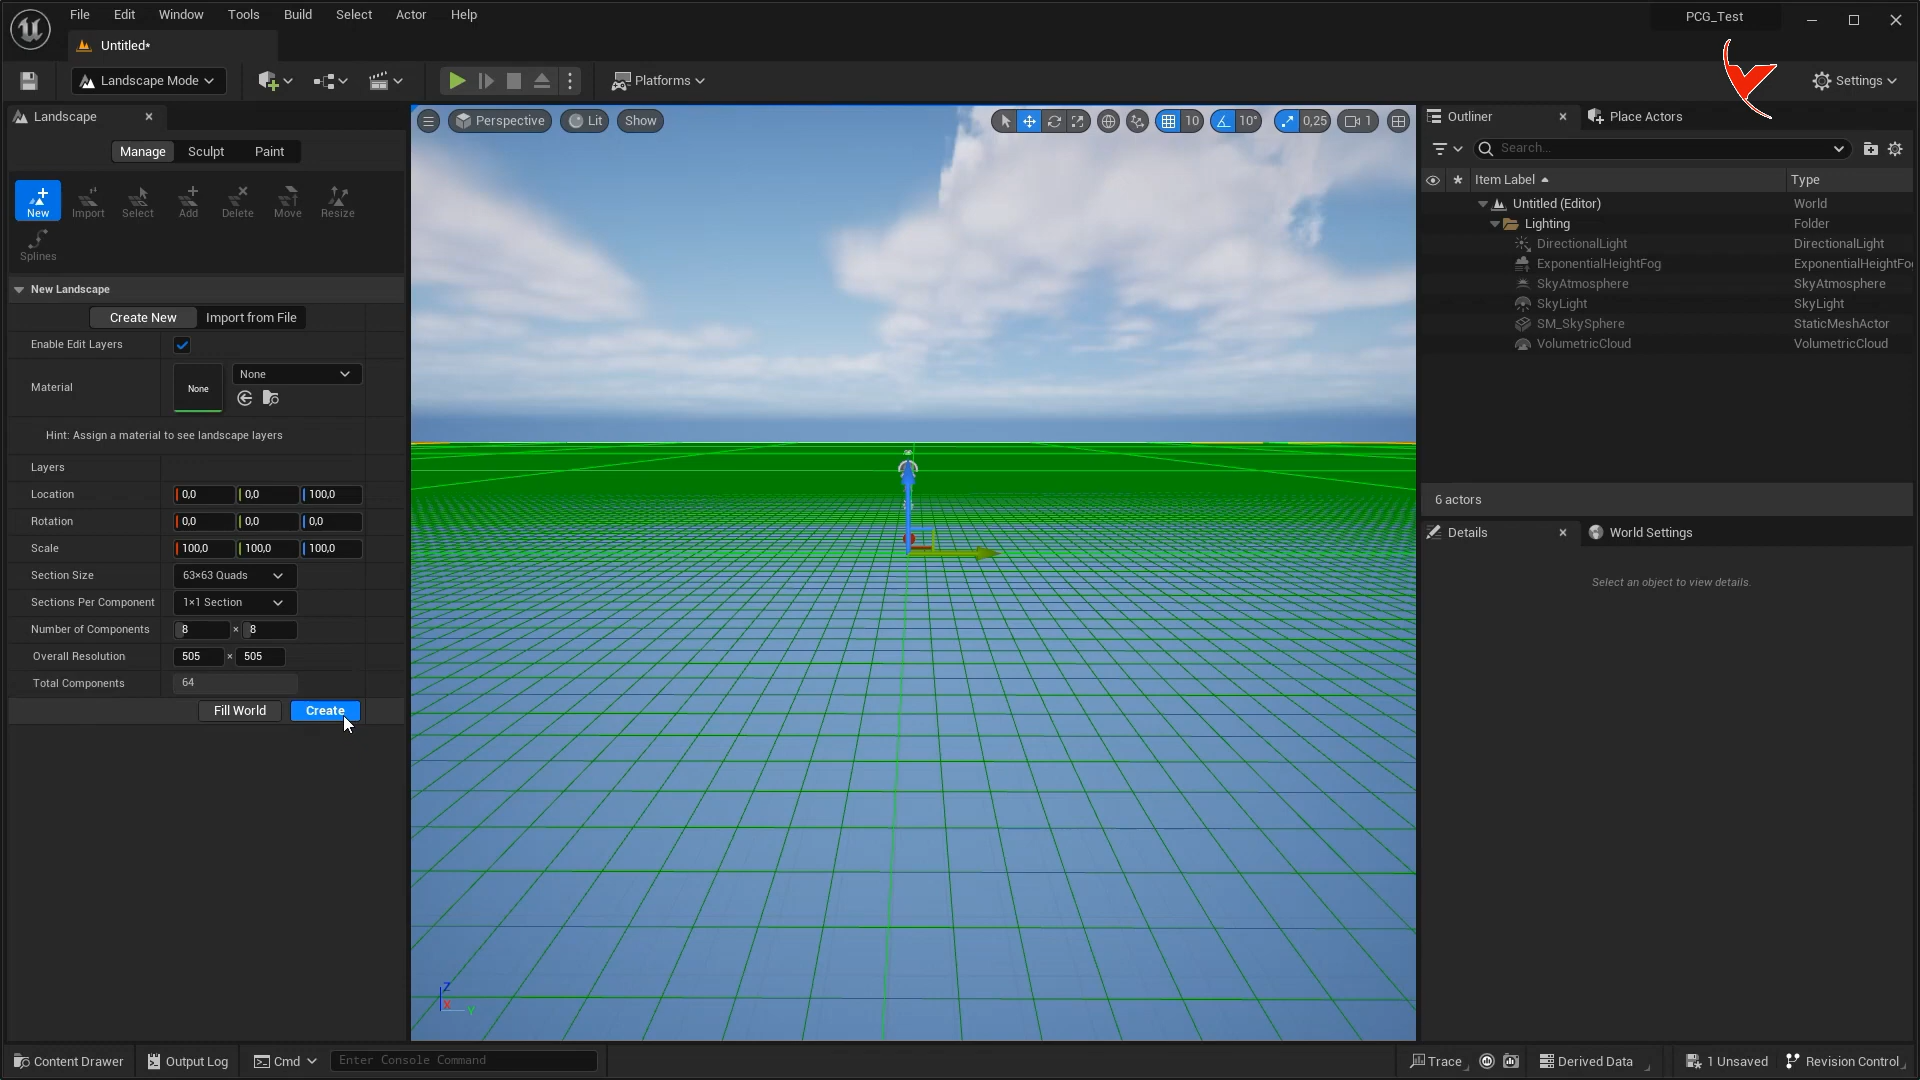 File Edit Window Tools Build Select Actor Help
PCG_Test
Untitled*
Landscape Mode
Platforms
Settings
Landscape
Manage Sculpt Paint
New Import Select Add Delete Move Resize
Splines
New Landscape
Create New Import from File
Enable Edit Layers
Material
None
None
Hint: Assign a material to see landscape layers
Layers
Location 0,0 0,0 100,0
Rotation 0,0 0,0 0,0
Scale 100,0 100,0 100,0
Section Size 63×63 Quads
Sections Per Component 1×1 Section
Number of Components 8 × 8
Overall Resolution 505 × 505
Total Components 64
Fill World Create
Perspective Lit Show
10 10° 0,25 1
Z
X
Y
Outliner Place Actors
Search...
Item Label Type
Untitled (Editor) World
Lighting Folder
DirectionalLight DirectionalLight
ExponentialHeightFog ExponentialHeightFo
SkyAtmosphere SkyAtmosphere
SkyLight SkyLight
SM_SkySphere StaticMeshActor
VolumetricCloud VolumetricCloud
6 actors
Details World Settings
Select an object to view details.
Content Drawer Output Log Cmd Enter Console Command
Trace Derived Data 1 Unsaved Revision Control